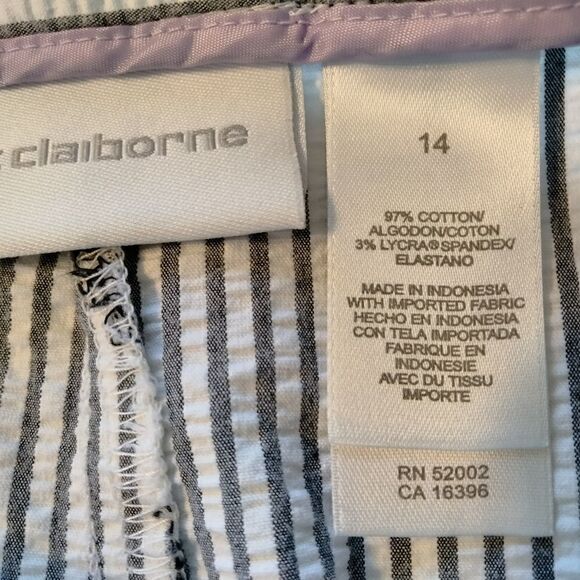 claiborne
14
97% COTTON/
ALGODON/COTON
3% LYCRA®SPANDEX/
ELASTANO
MADE IN INDONESIA
WITH IMPORTED FABRIC
HECHO EN INDONESIA
CON TELA IMPORTADA
FABRIQUE EN
INDONESIE
AVEC DU TISSU
IMPORTE
RN 52002
CA 16396